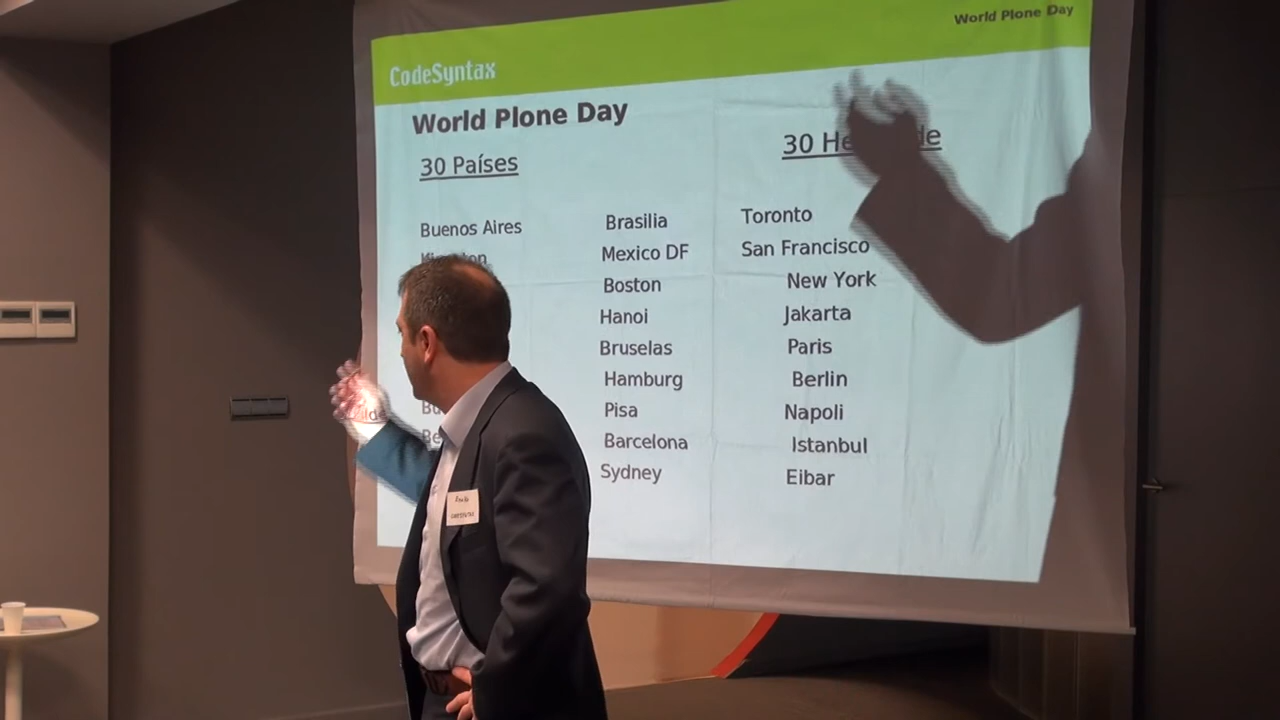 World Plone Day
CodeSyntax
World Plone Day
30 Países
30
Buenos Aires
Brasilia
Mexico DF
Boston
Hanoi
Bruselas
Hamburg
Pisa
Barcelona
Sydney
Toronto
San Francisco
New York
Jakarta
Paris
Berlin
Napoli
Istanbul
Eibar